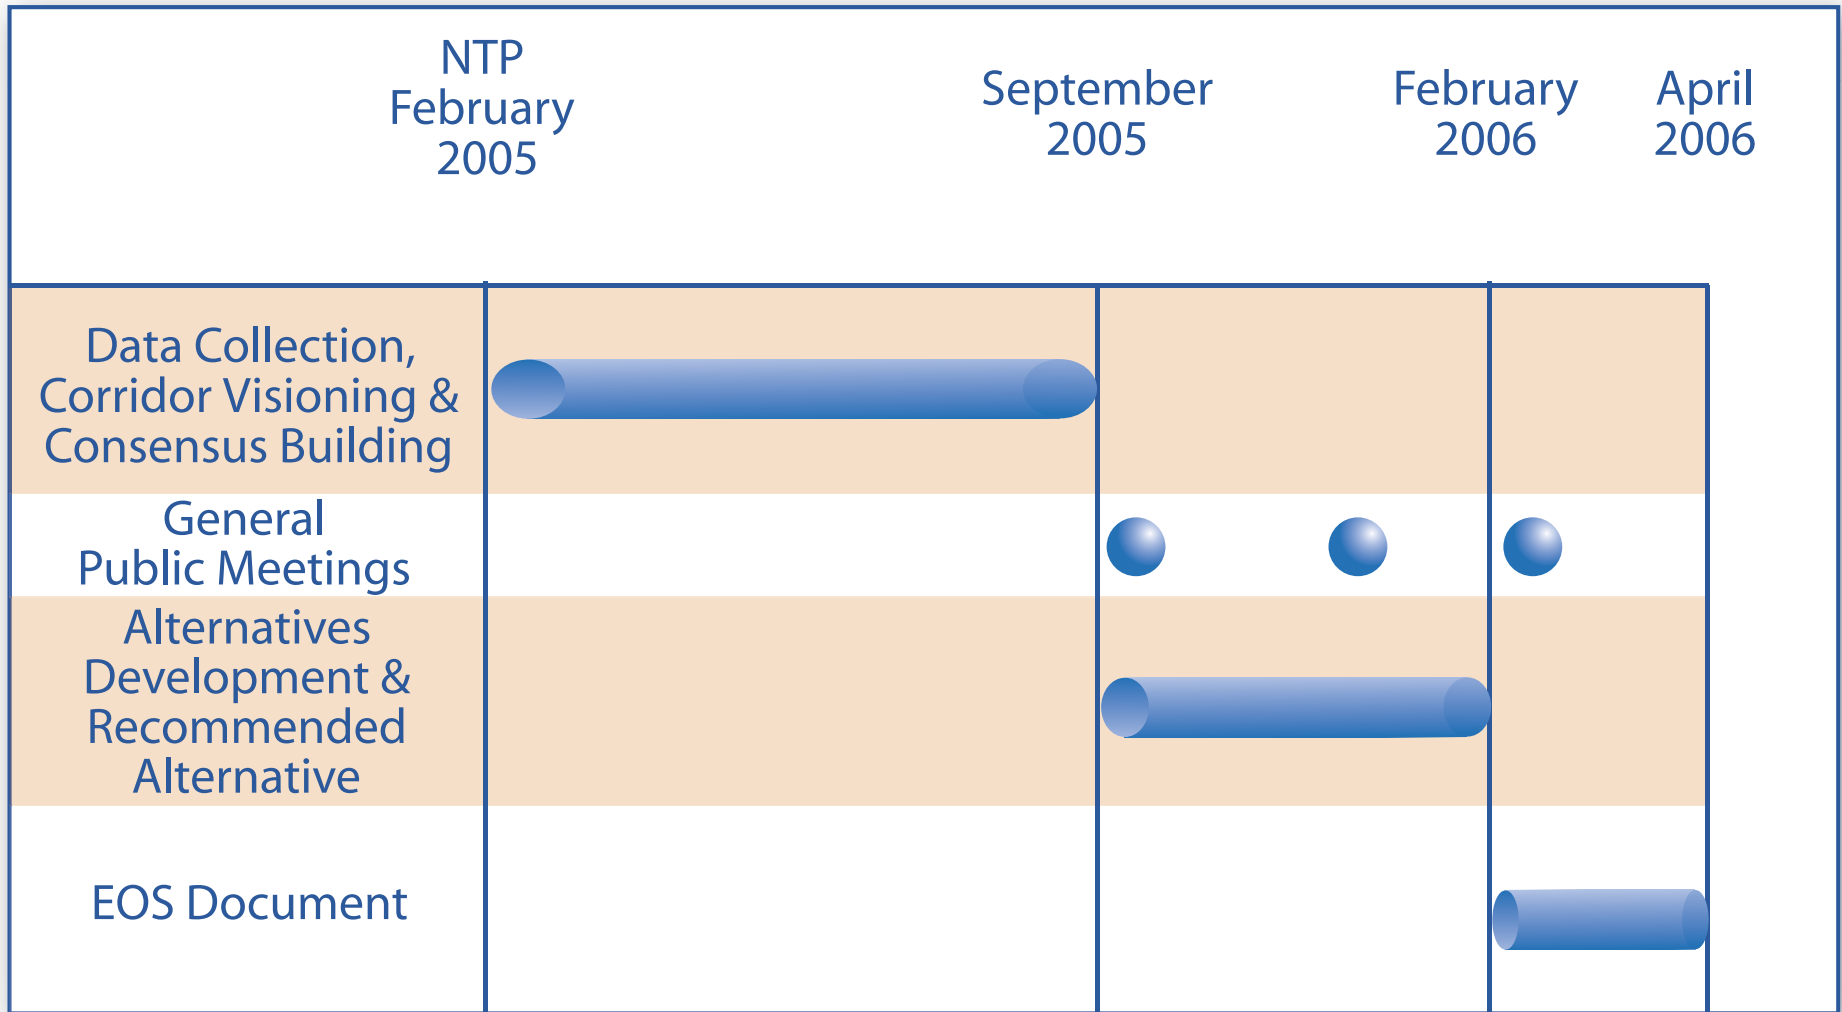 NTP
February
2005
September
2005
February
2006
April
2006
Data Collection,
Corridor Visioning &
Consensus Building
General
Public Meetings
Alternatives
Development &
Recommended
Alternative
EOS Document